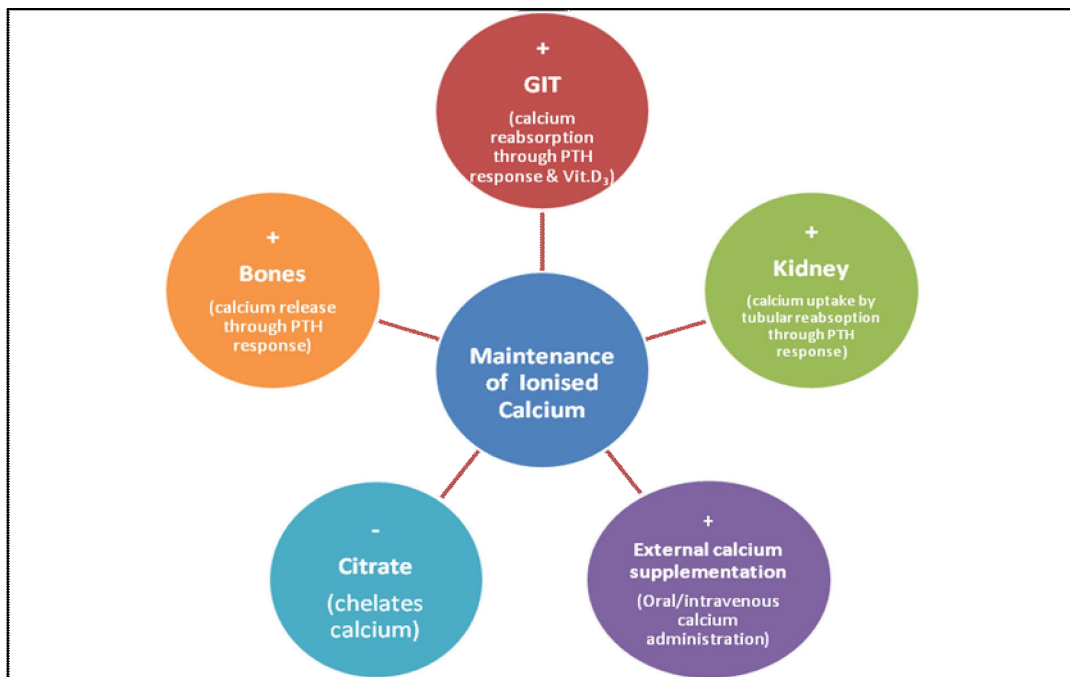 +
GIT
(calcium
reabsorption
through PTH
response & Vit.D₃)
+
Bones
(calcium release
through PTH
response)
+
Kidney
(calcium uptake by
tubular reabsoption
through PTH
response)
Maintenance
of Ionised
Calcium
-
Citrate
(chelates
calcium)
+
External calcium
supplementation
(Oral/intravenous
calcium
administration)